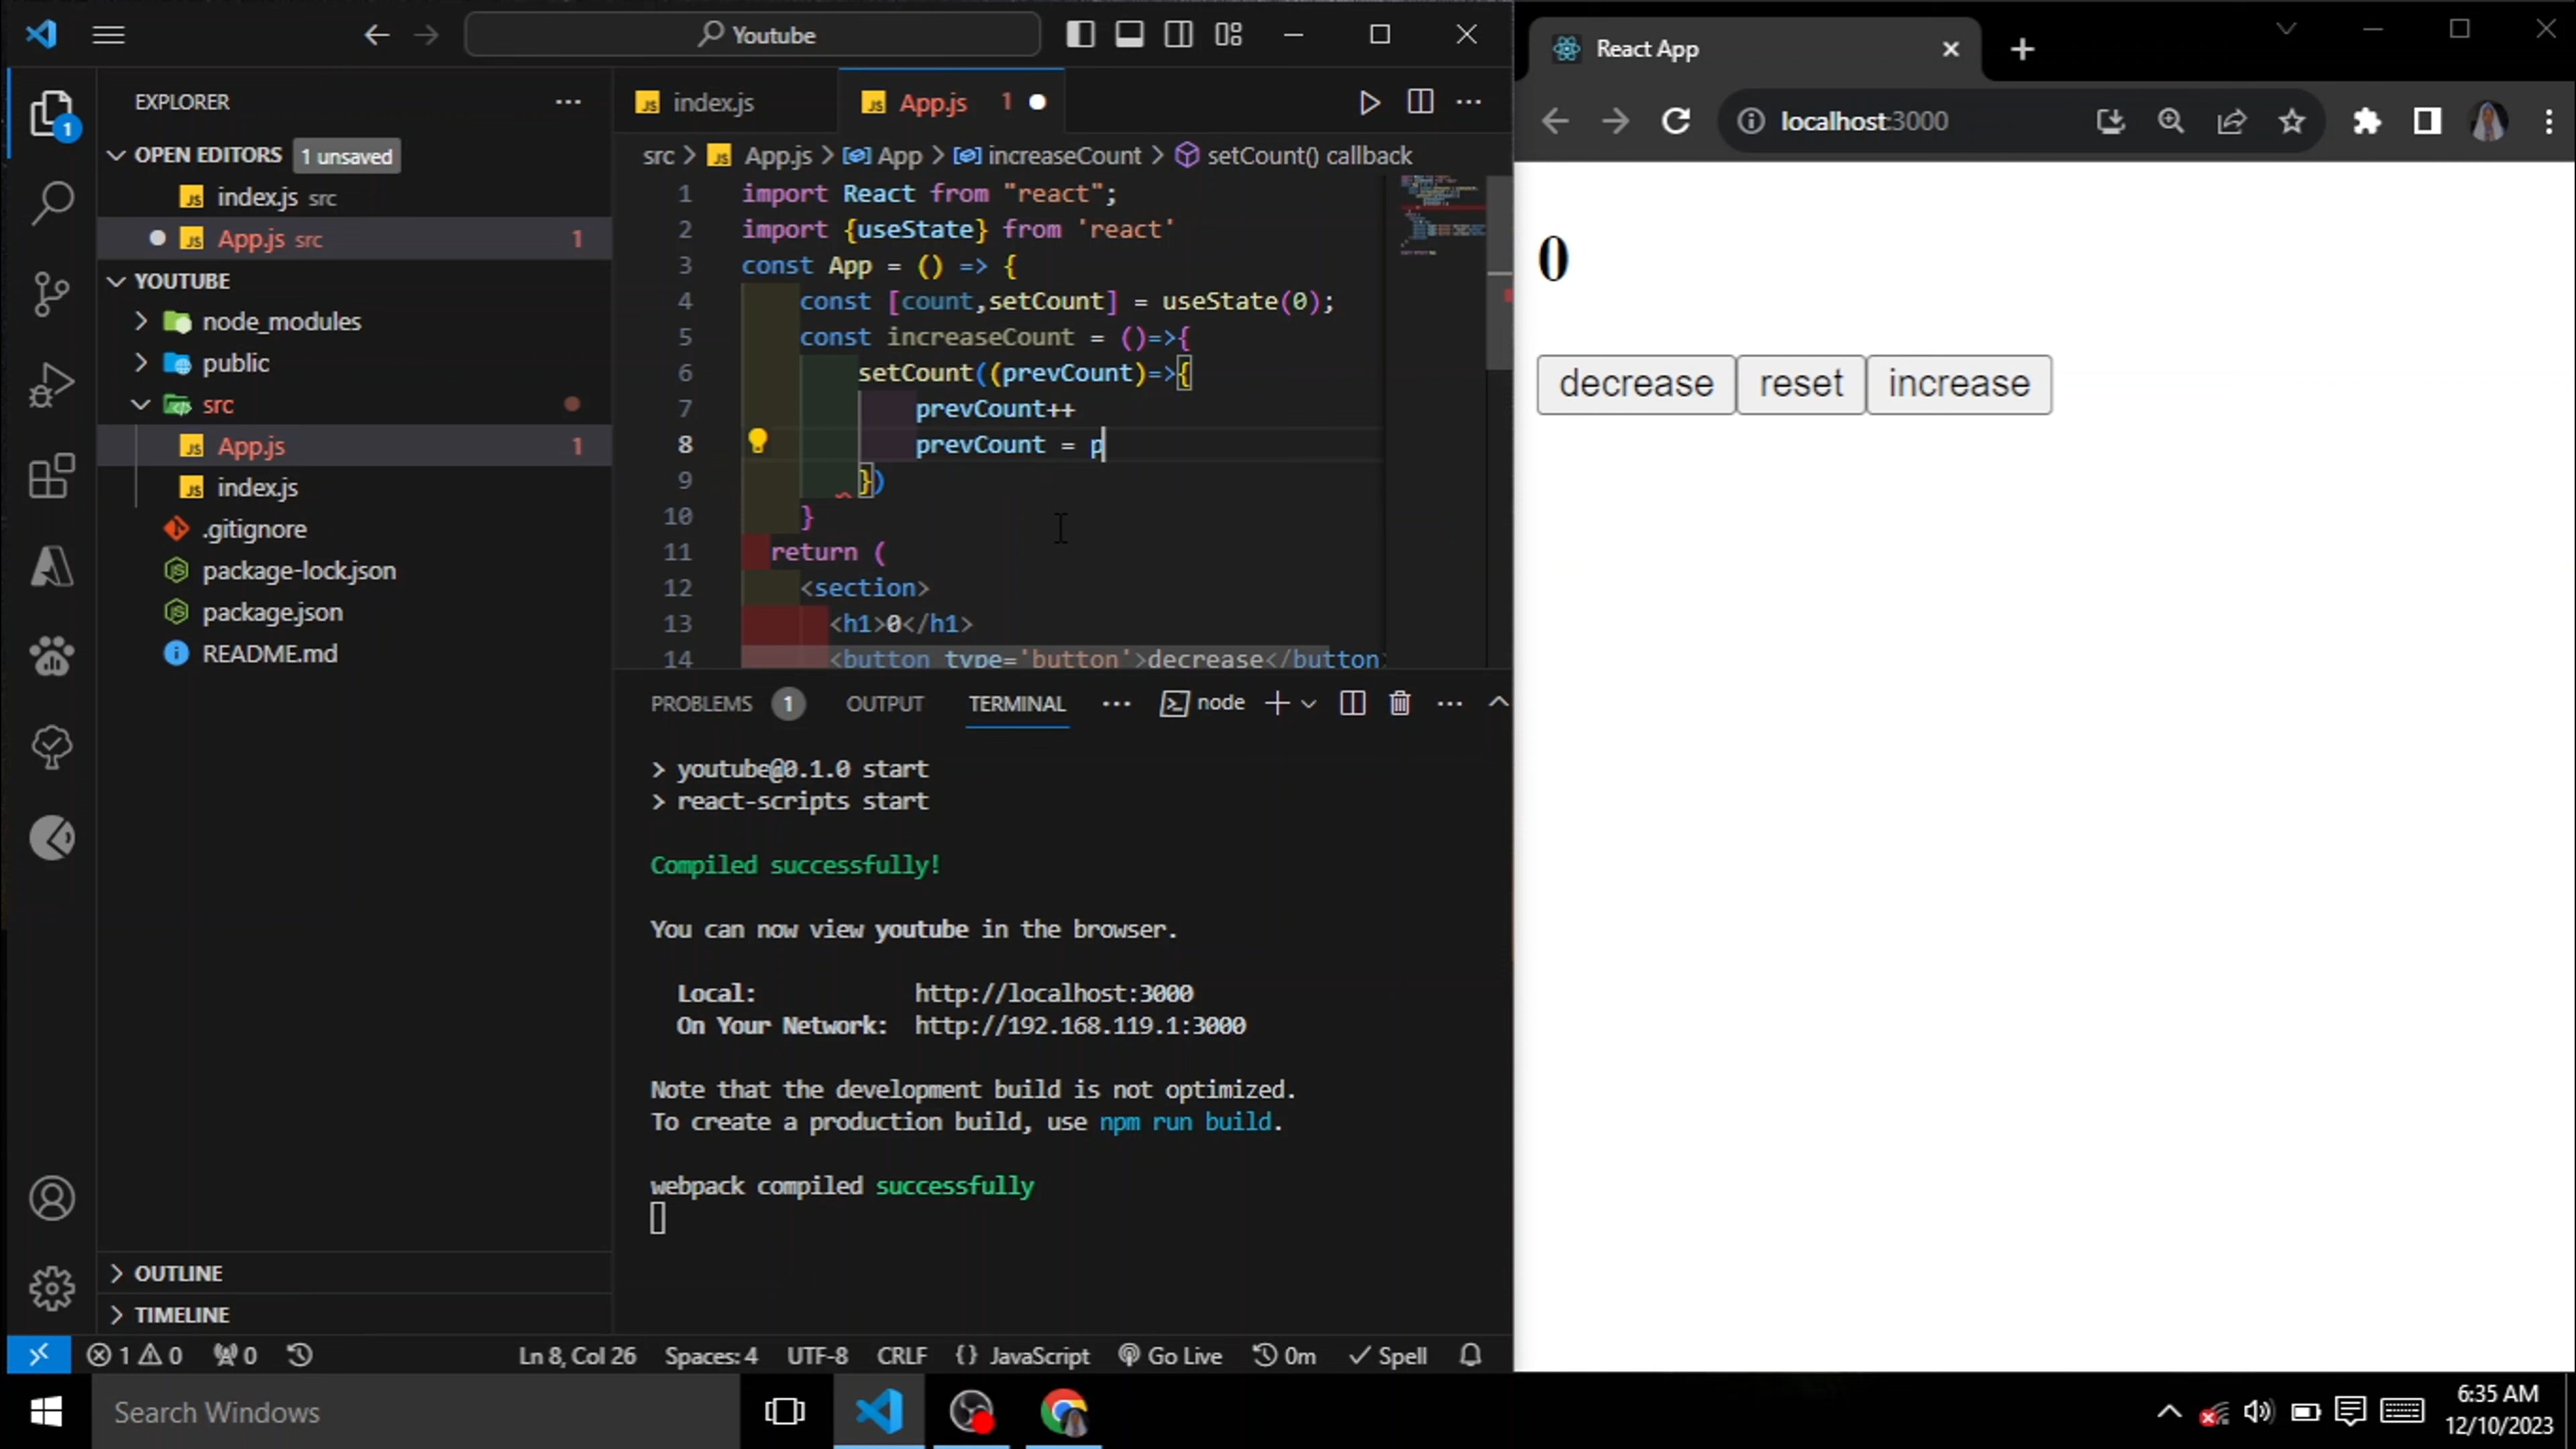 Youtube
EXPLORER
OPEN EDITORS 1 unsaved
index.js src
App.js src 1
YOUTUBE
node_modules
public
src
App.js 1
index.js
.gitignore
package-lock.json
package.json
README.md
OUTLINE
TIMELINE
1
index.js
App.js 1
src > App.js > App > increaseCount > setCount() callback
1 import React from "react";
2 import {useState} from 'react'
3 const App = () => {
4 const [count,setCount] = useState(0);
5 const increaseCount = ()=>{
6 setCount((prevCount)=>{
7 prevCount++
8 prevCount = p
9 })
10 }
11 return (
12 <section>
13 <h1>0</h1>
14 <button type='button'>decrease</button>
PROBLEMS 1 OUTPUT TERMINAL node
> youtube@0.1.0 start
> react-scripts start
Compiled successfully!
You can now view youtube in the browser.
Local: http://localhost:3000
On Your Network: http://192.168.119.1:3000
Note that the development build is not optimized.
To create a production build, use npm run build.
webpack compiled successfully
1 0 0 Ln 8, Col 26 Spaces: 4 UTF-8 CRLF {} JavaScript Go Live 0m Spell
React App
localhost:3000
0
decrease reset increase
Search Windows
6:35 AM
12/10/2023